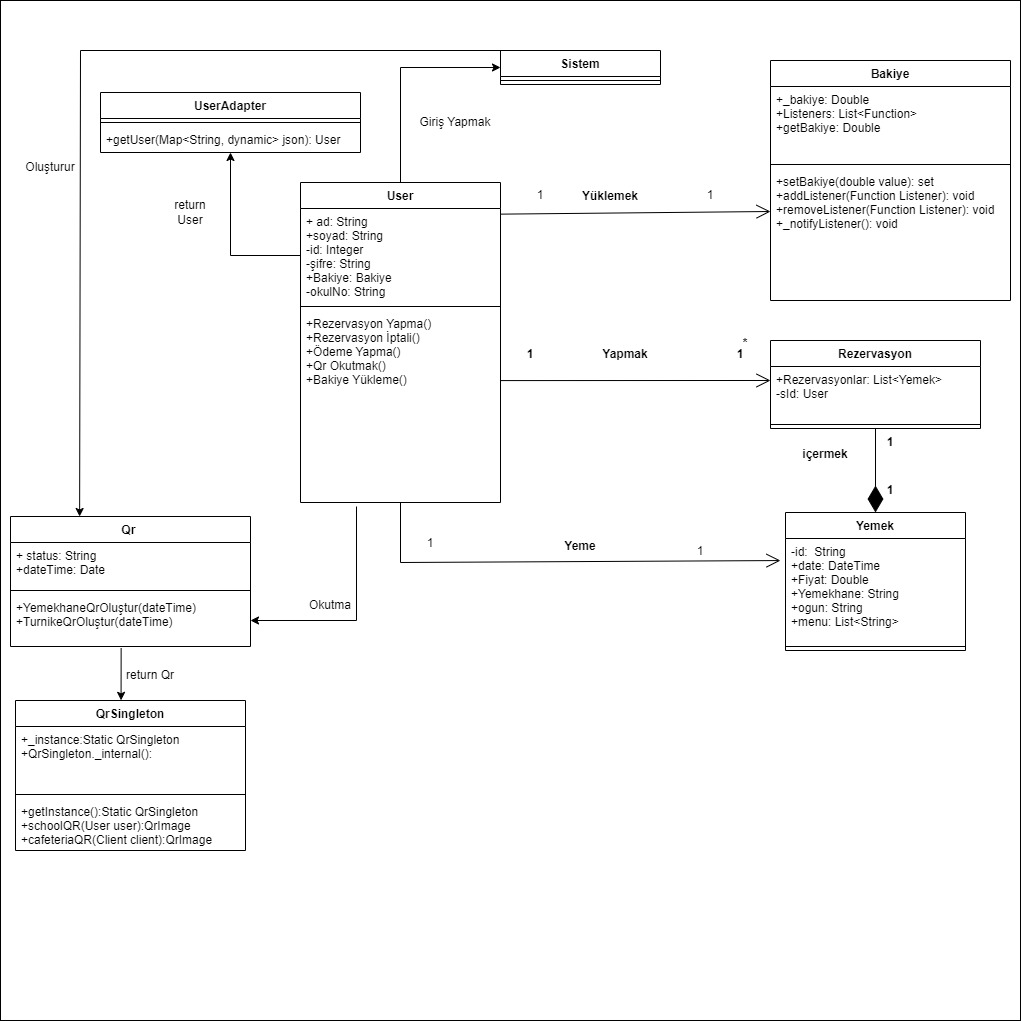 Sistem
Giriş Yapmak
UserAdapter
+getUser(Map<String, dynamic> json): User
Oluşturur
return
User
User
+ ad: String
+soyad: String
-id: Integer
-şifre: String
+Bakiye: Bakiye
-okulNo: String
+Rezervasyon Yapma()
+Rezervasyon İptali()
+Ödeme Yapma()
+Qr Okutmak()
+Bakiye Yükleme()
1 Yüklemek 1
Bakiye
+_bakiye: Double
+Listeners: List<Function>
+getBakiye: Double
+setBakiye(double value): set
+addListener(Function Listener): void
+removeListener(Function Listener): void
+_notifyListener(): void
1 Yapmak 1
*
Rezervasyon
+Rezervasyonlar: List<Yemek>
-sId: User
1
içermek
1
1 Yeme 1
Yemek
-id:  String
+date: DateTime
+Fiyat: Double
+Yemekhane: String
+ogun: String
+menu: List<String>
Okutma
Qr
+ status: String
+dateTime: Date
+YemekhaneQrOluştur(dateTime)
+TurnikeQrOluştur(dateTime)
return Qr
QrSingleton
+_instance:Static QrSingleton
+QrSingleton._internal():
+getInstance():Static QrSingleton
+schoolQR(User user):QrImage
+cafeteriaQR(Client client):QrImage